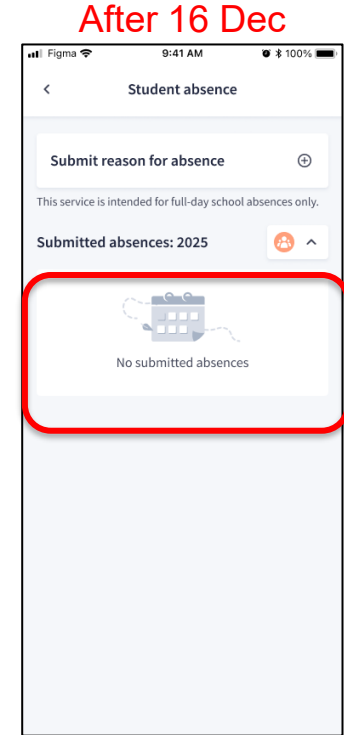 After 16 Dec
Figma 9:41 AM 100%
Student absence
Submit reason for absence
This service is intended for full-day school absences only.
Submitted absences: 2025
No submitted absences